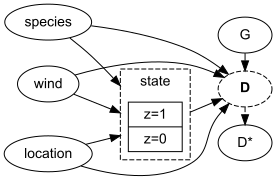 species
G
wind
state
D
z=1
z=0
location
D*